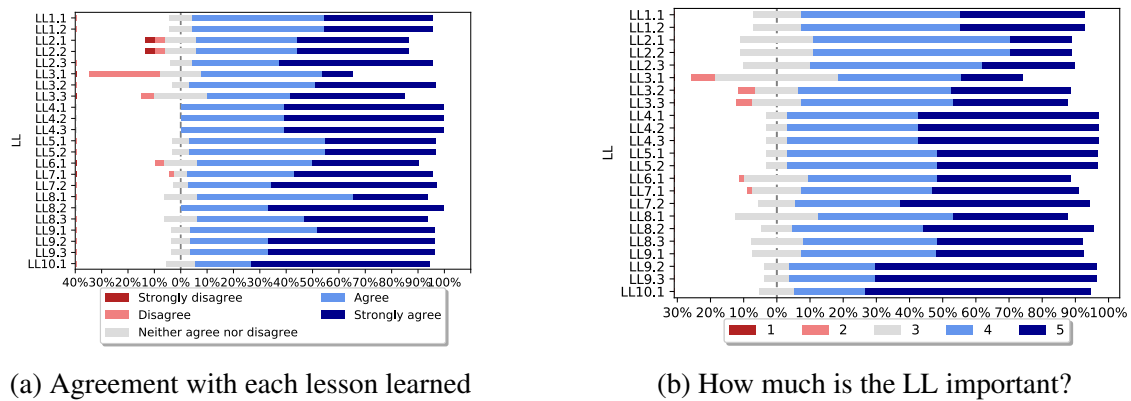 LL
LL1.1
LL1.2
LL2.1
LL2.2
LL2.3
LL3.1
LL3.2
LL3.3
LL4.1
LL4.2
LL4.3
LL5.1
LL5.2
LL6.1
LL7.1
LL7.2
LL8.1
LL8.2
LL8.3
LL9.1
LL9.2
LL9.3
LL10.1
40%30%20%10% 0% 10%20%30%40%50%60%70%80%90%100%
Strongly disagree
Disagree
Neither agree nor disagree
Agree
Strongly agree
(a) Agreement with each lesson learned
LL
LL1.1
LL1.2
LL2.1
LL2.2
LL2.3
LL3.1
LL3.2
LL3.3
LL4.1
LL4.2
LL4.3
LL5.1
LL5.2
LL6.1
LL7.1
LL7.2
LL8.1
LL8.2
LL8.3
LL9.1
LL9.2
LL9.3
LL10.1
30% 20% 10% 0% 10% 20% 30% 40% 50% 60% 70% 80% 90% 100%
1 2 3 4 5
(b) How much is the LL important?